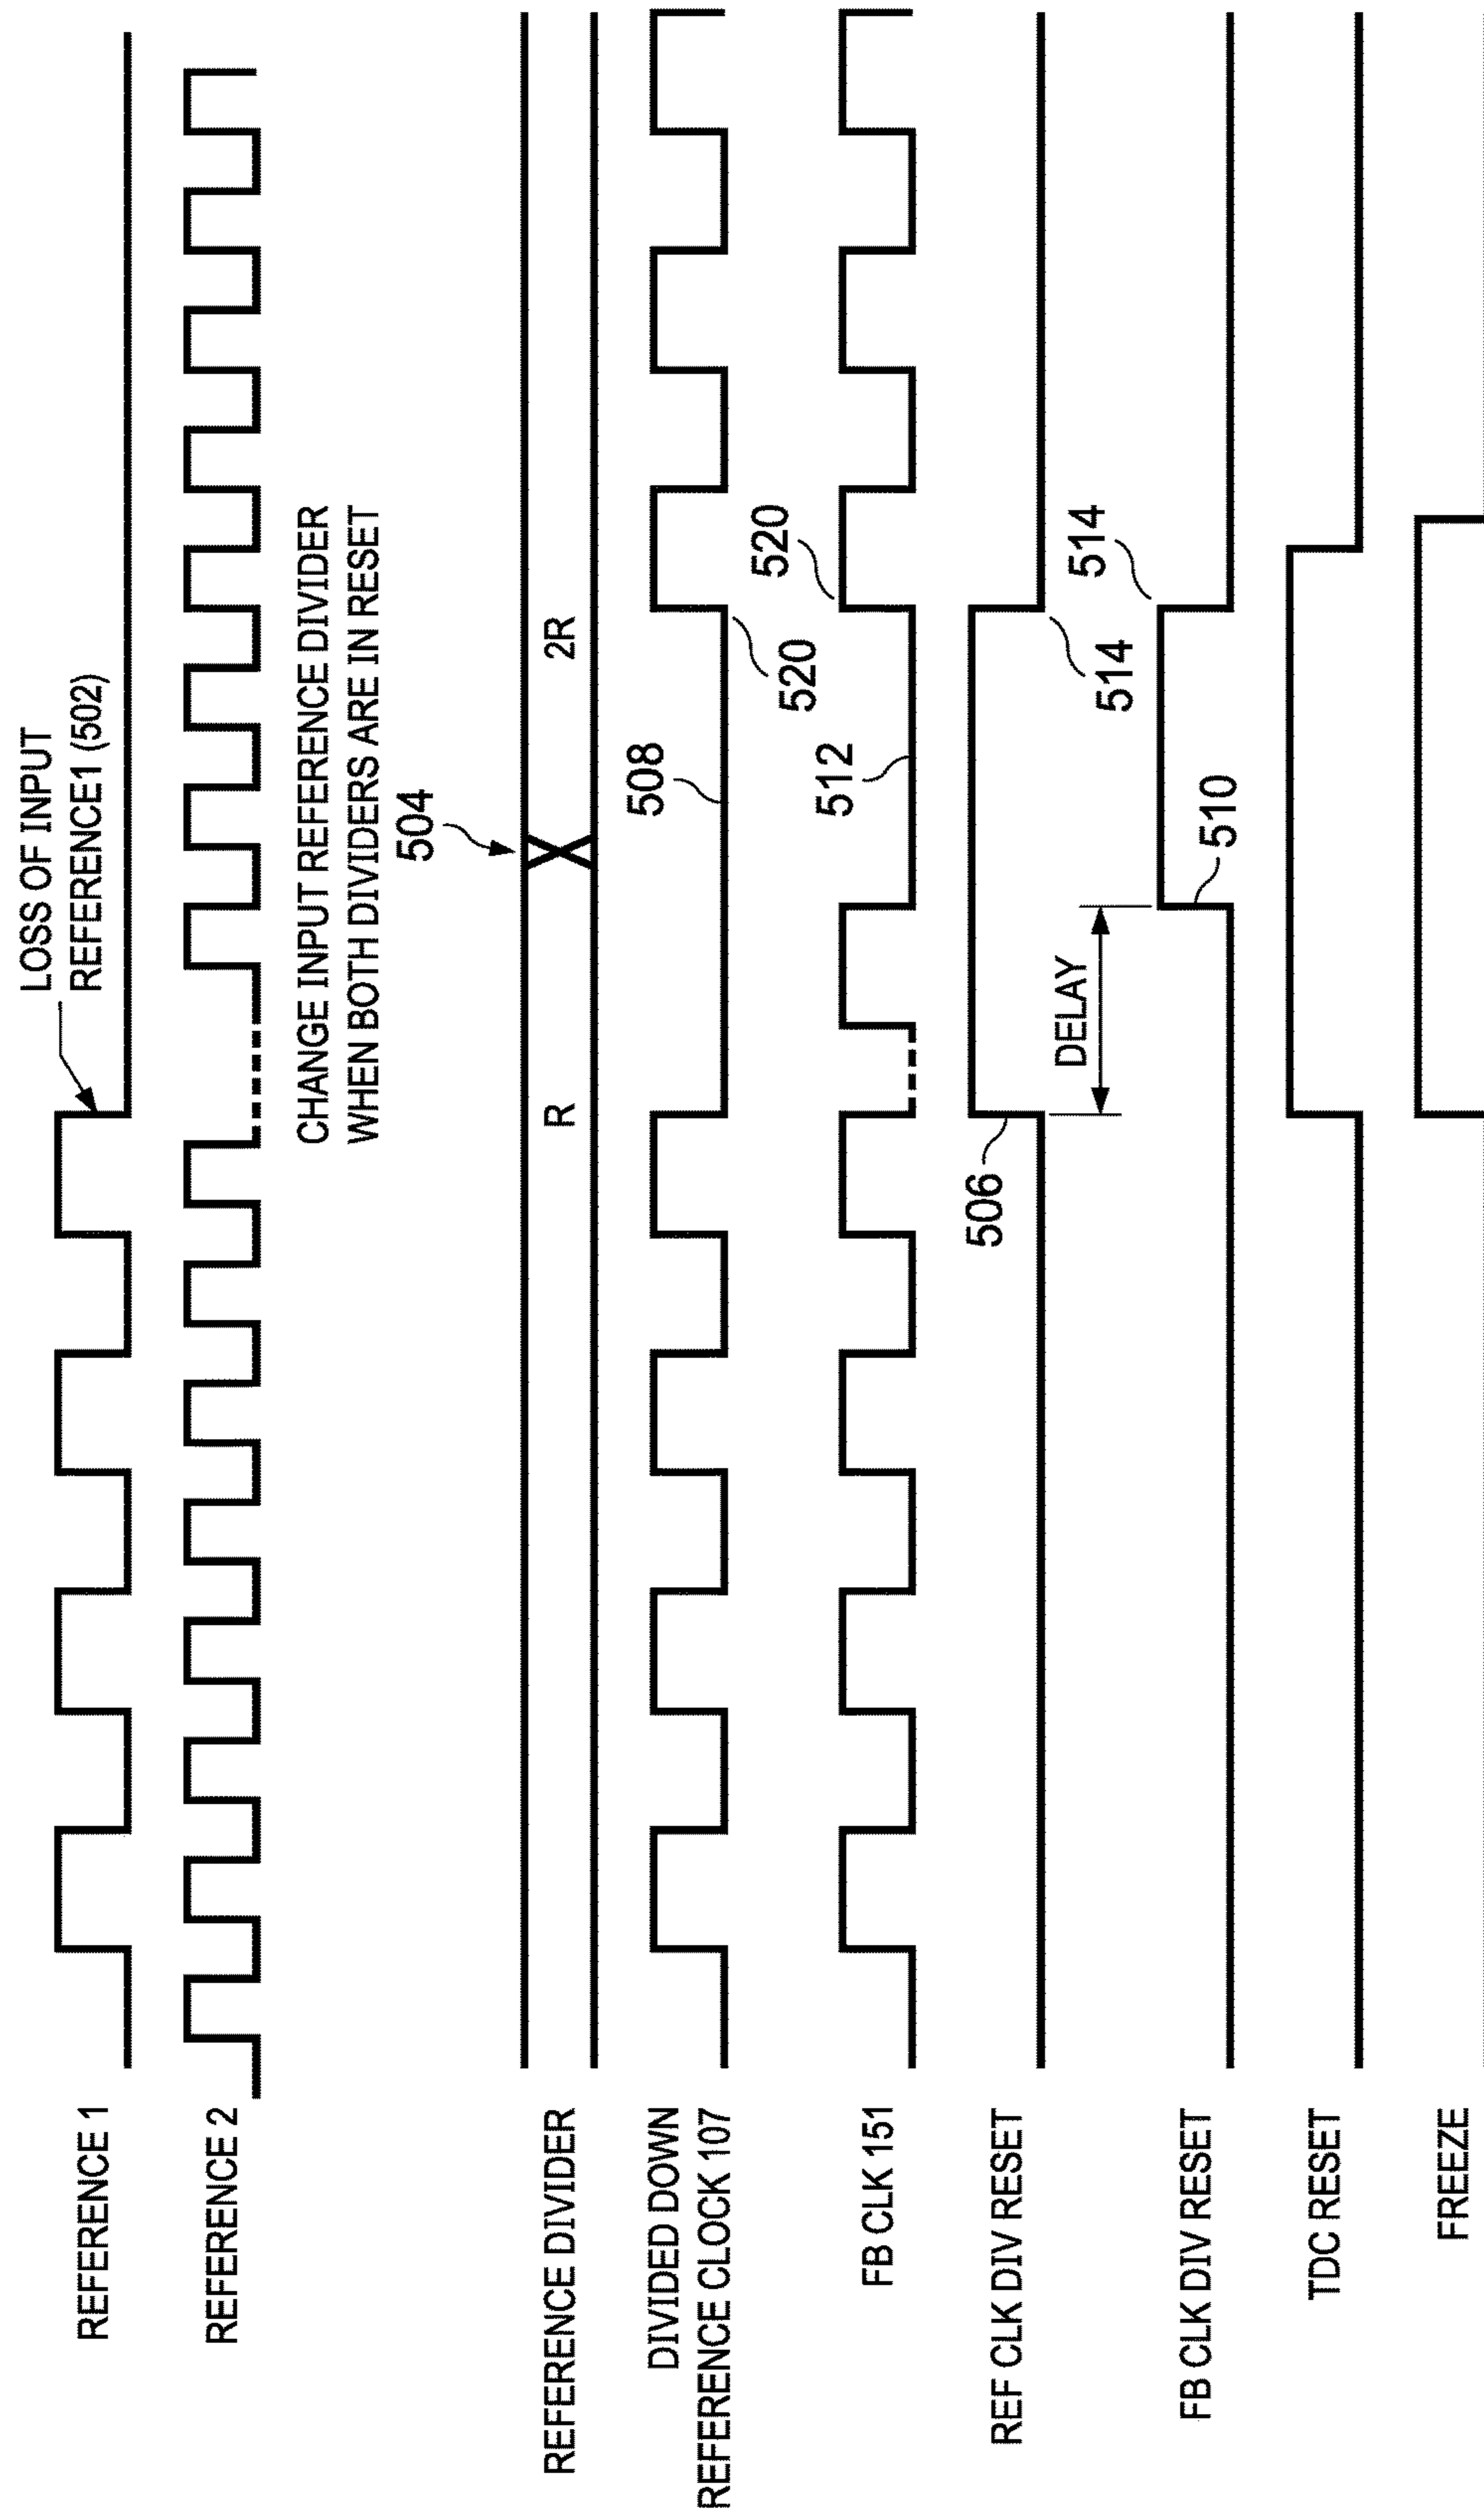 LOSS OF INPUT
REFERENCE1 (502)
REFERENCE 1
REFERENCE 2
CHANGE INPUT REFERENCE DIVIDER
WHEN BOTH DIVIDERS ARE IN RESET
504
REFERENCE DIVIDER
R
2R
DIVIDED DOWN
REFERENCE CLOCK 107
508
520
520
FB CLK 151
512
REF CLK DIV RESET
506
514
DELAY
514
FB CLK DIV RESET
510
TDC RESET
FREEZE